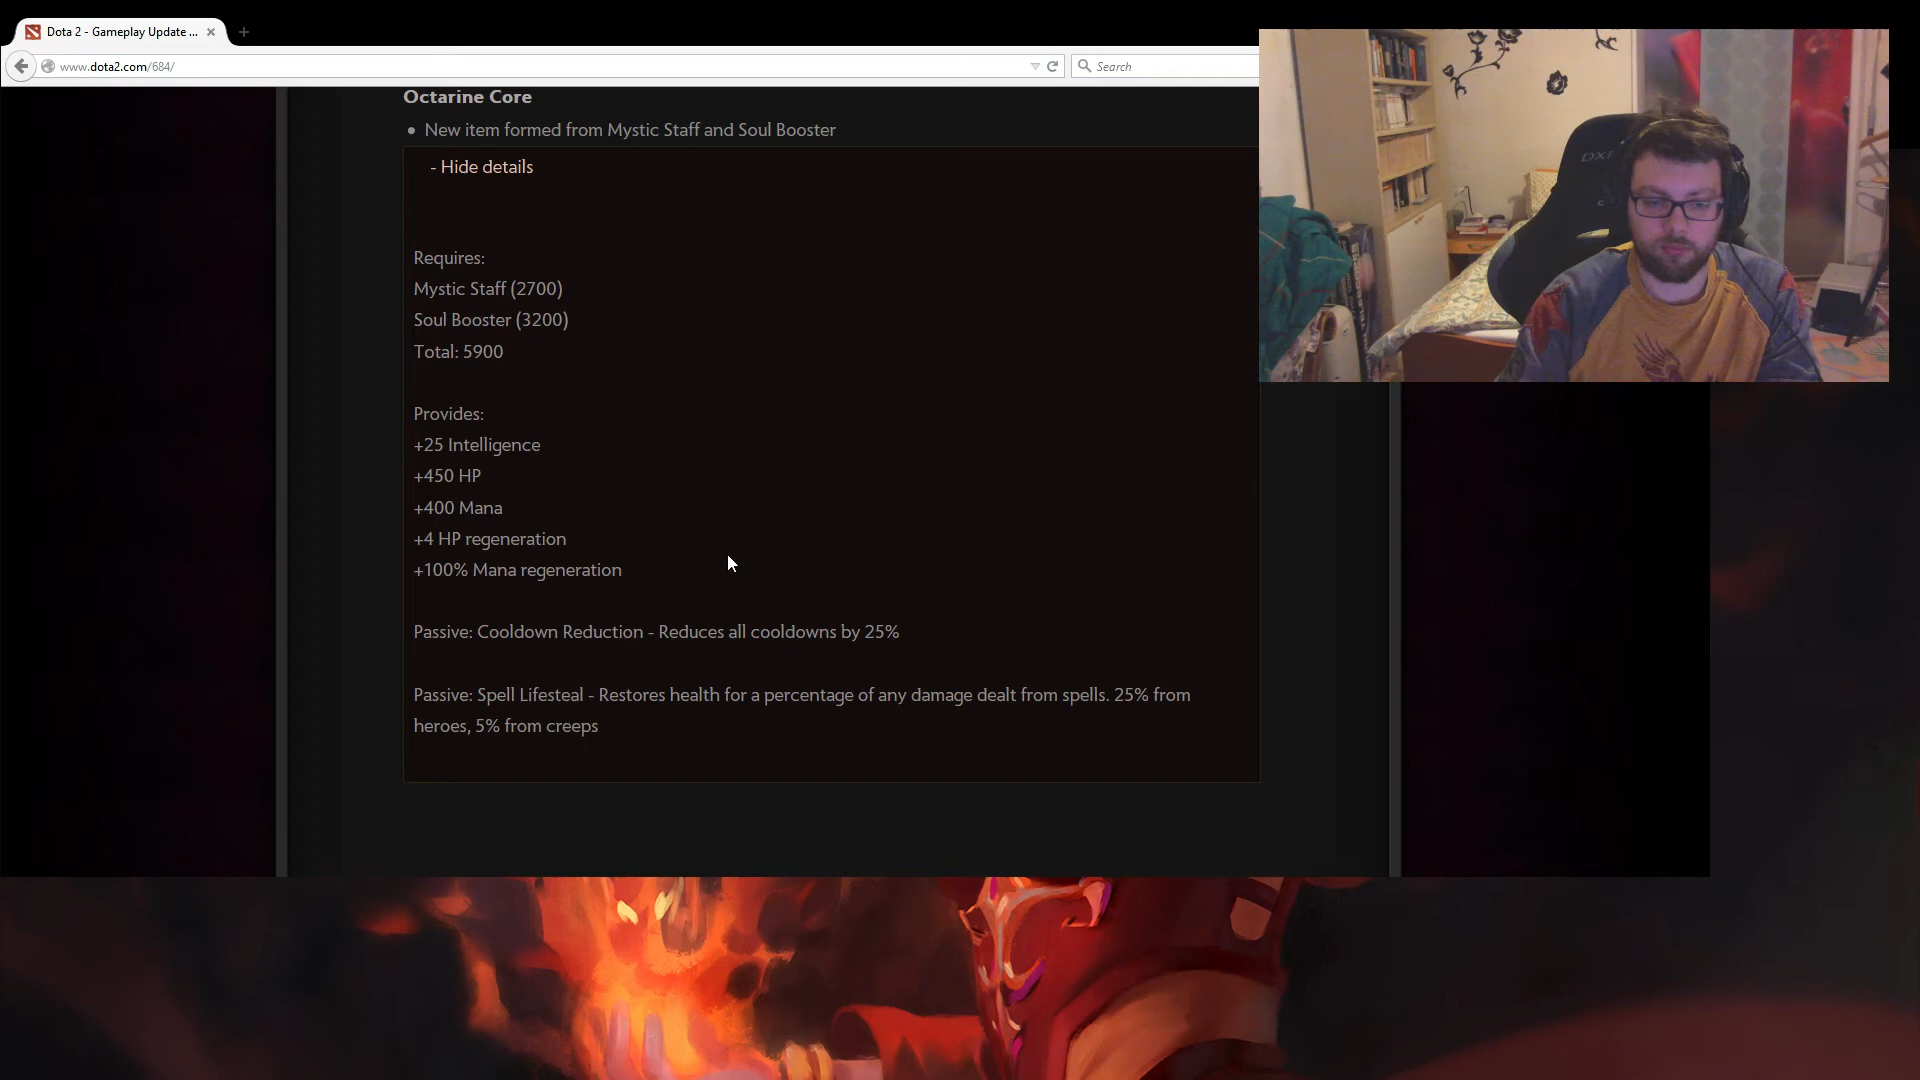 Dota 2 - Gameplay Update ...
www.dota2.com/684/
Search
Octarine Core
New item formed from Mystic Staff and Soul Booster
- Hide details
Requires:
Mystic Staff (2700)
Soul Booster (3200)
Total: 5900
Provides:
+25 Intelligence
+450 HP
+400 Mana
+4 HP regeneration
+100% Mana regeneration
Passive: Cooldown Reduction - Reduces all cooldowns by 25%
Passive: Spell Lifesteal - Restores health for a percentage of any damage dealt from spells. 25% from
heroes, 5% from creeps